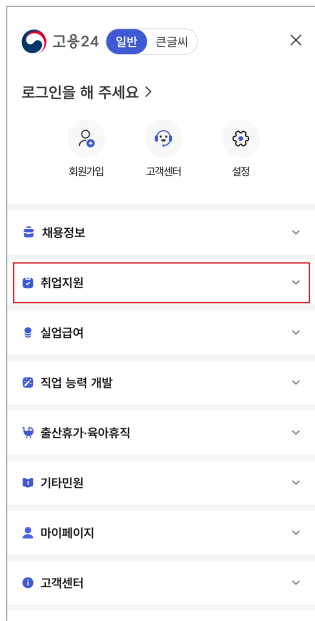 고용24 일반 큰글씨
로그인을 해 주세요
회원가입 고객센터 설정
채용정보
취업지원
실업급여
직업 능력 개발
출산휴가·육아휴직
기타민원
마이페이지
고객센터